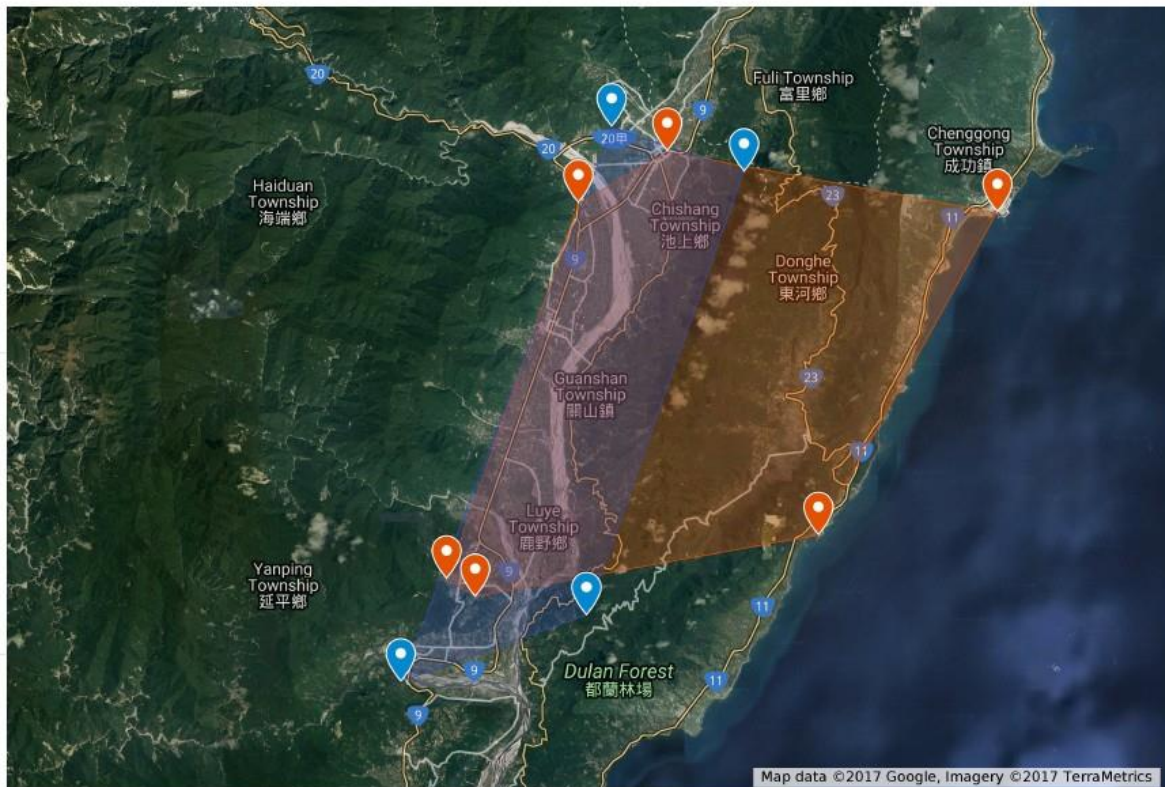 20
9
Fuli Township
富里鄉
20甲
20
Chenggong
Township
成功鎮
Haiduan
Township
海端鄉
23
11
Chishang
Township
池上鄉
9
Donghe
Township
東河鄉
Guanshan
Township
關山鎮
23
11
Luye
Township
鹿野鄉
9
Yanping
Township
延平鄉
11
9
Dulan Forest
都蘭林場
11
9
Map data ©2017 Google, Imagery ©2017 TerraMetrics